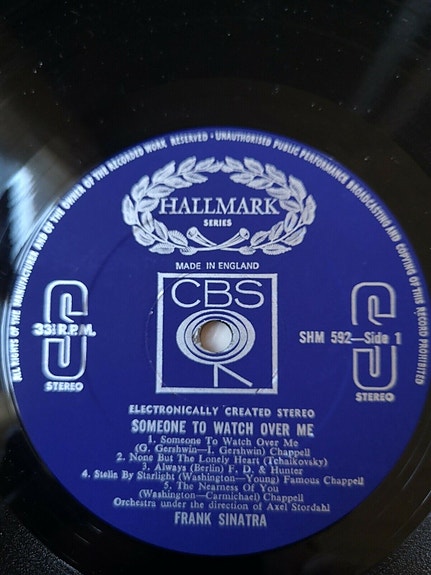 ALL RIGHTS OF THE MANUFACTURER AND OF THE OWNER OF THE RECORDED WORK RESERVED · UNAUTHORISED PUBLIC PERFORMANCE BROADCASTING AND COPYING OF THIS RECORD PROHIBITED
HALLMARK
SERIES
MADE IN ENGLAND
CBS
S
33⅓ R.P.M.
STEREO
SHM 592—Side 1
S
STEREO
ELECTRONICALLY CREATED STEREO
SOMEONE TO WATCH OVER ME
1. Someone To Watch Over Me
(G. Gershwin—I. Gershwin) Chappell
2. None But The Lonely Heart (Tchaikovsky)
3. Always (Berlin) F. D. & Hunter
4. Stella By Starlight (Washington—Young) Famous Chappell
5. The Nearness Of You
(Washington—Carmichael) Chappell
Orchestra under the direction of Axel Stordahl
FRANK SINATRA